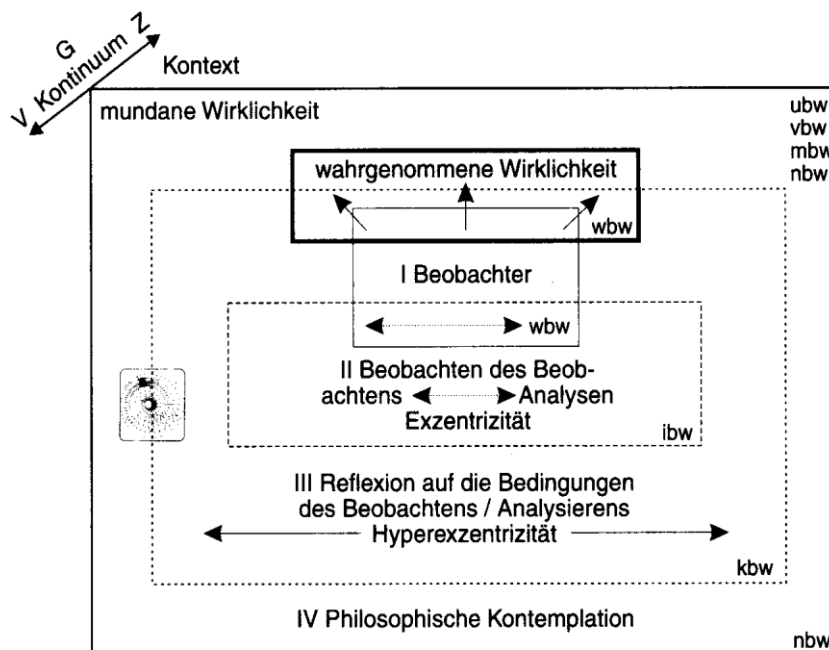 G
V Kontinuum Z
Kontext
mundane Wirklichkeit
ubw
vbw
mbw
nbw
wahrgenommene Wirklichkeit
wbw
I Beobachter
wbw
II Beobachten des Beob-
achtens Analysen
Exzentrizität
ibw
III Reflexion auf die Bedingungen
des Beobachtens / Analysierens
Hyperexzentrizität
kbw
IV Philosophische Kontemplation
nbw